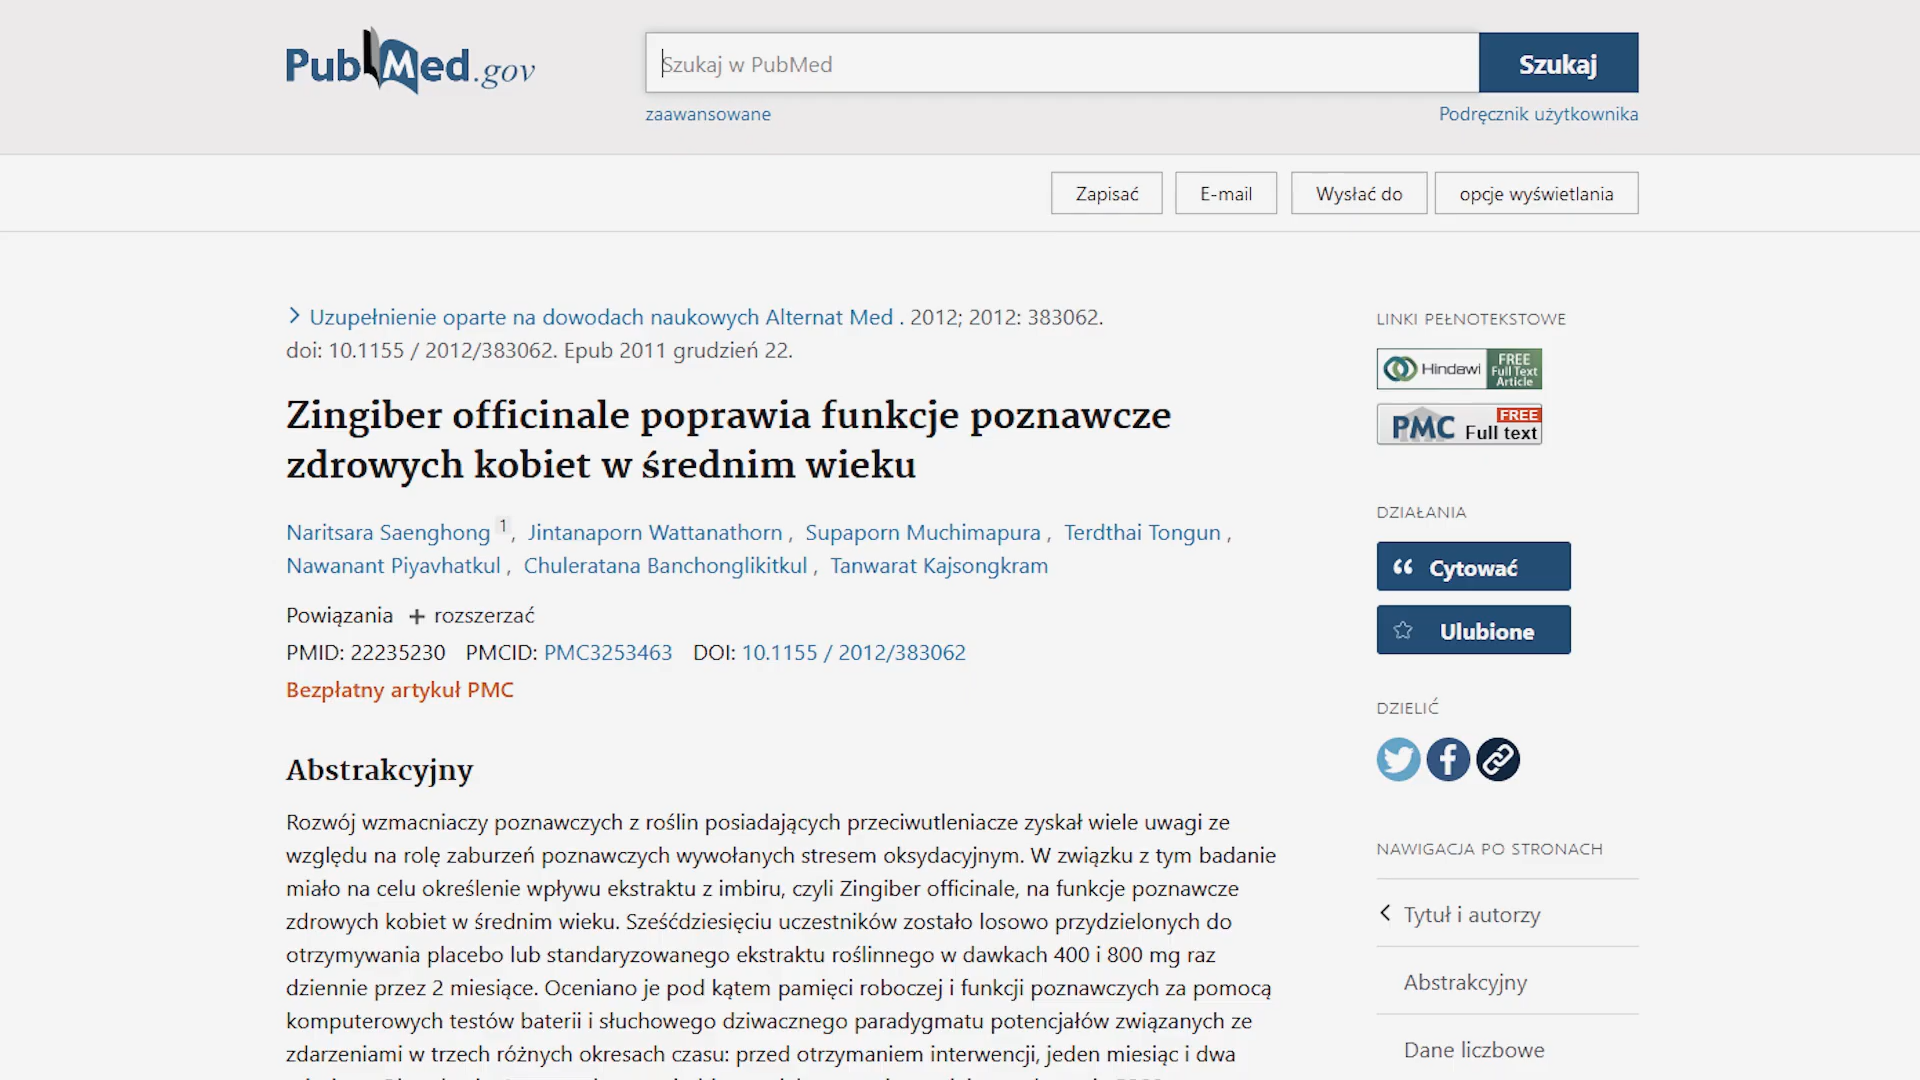 PubMed.gov
Szukaj w PubMed
Szukaj
zaawansowane
Podręcznik użytkownika
Zapisać
E-mail
Wysłać do
opcje wyświetlania
Uzupełnienie oparte na dowodach naukowych Alternat Med . 2012; 2012: 383062.
doi: 10.1155 / 2012/383062. Epub 2011 grudzień 22.
Zingiber officinale poprawia funkcje poznawcze
zdrowych kobiet w średnim wieku
Naritsara Saenghong 1 , Jintanaporn Wattanathorn , Supaporn Muchimapura , Terdthai Tongun ,
Nawanant Piyavhatkul , Chuleratana Banchonglikitkul , Tanwarat Kajsongkram
Powiązania + rozszerzać
PMID: 22235230 PMCID: PMC3253463 DOI: 10.1155 / 2012/383062
Bezpłatny artykuł PMC
Abstrakcyjny
Rozwój wzmacniaczy poznawczych z roślin posiadających przeciwutleniacze zyskał wiele uwagi ze
względu na rolę zaburzeń poznawczych wywołanych stresem oksydacyjnym. W związku z tym badanie
miało na celu określenie wpływu ekstraktu z imbiru, czyli Zingiber officinale, na funkcje poznawcze
zdrowych kobiet w średnim wieku. Sześćdziesięciu uczestników zostało losowo przydzielonych do
otrzymywania placebo lub standaryzowanego ekstraktu roślinnego w dawkach 400 i 800 mg raz
dziennie przez 2 miesiące. Oceniano je pod kątem pamięci roboczej i funkcji poznawczych za pomocą
komputerowych testów baterii i słuchowego dziwacznego paradygmatu potencjałów związanych ze
zdarzeniami w trzech różnych okresach czasu: przed otrzymaniem interwencji, jeden miesiąc i dwa
LINKI PEŁNOTEKSTOWE
Hindawi FREE Full Text Article
PMC FREE Full text
DZIAŁANIA
Cytować
Ulubione
DZIELIĆ
NAWIGACJA PO STRONACH
Tytuł i autorzy
Abstrakcyjny
Dane liczbowe